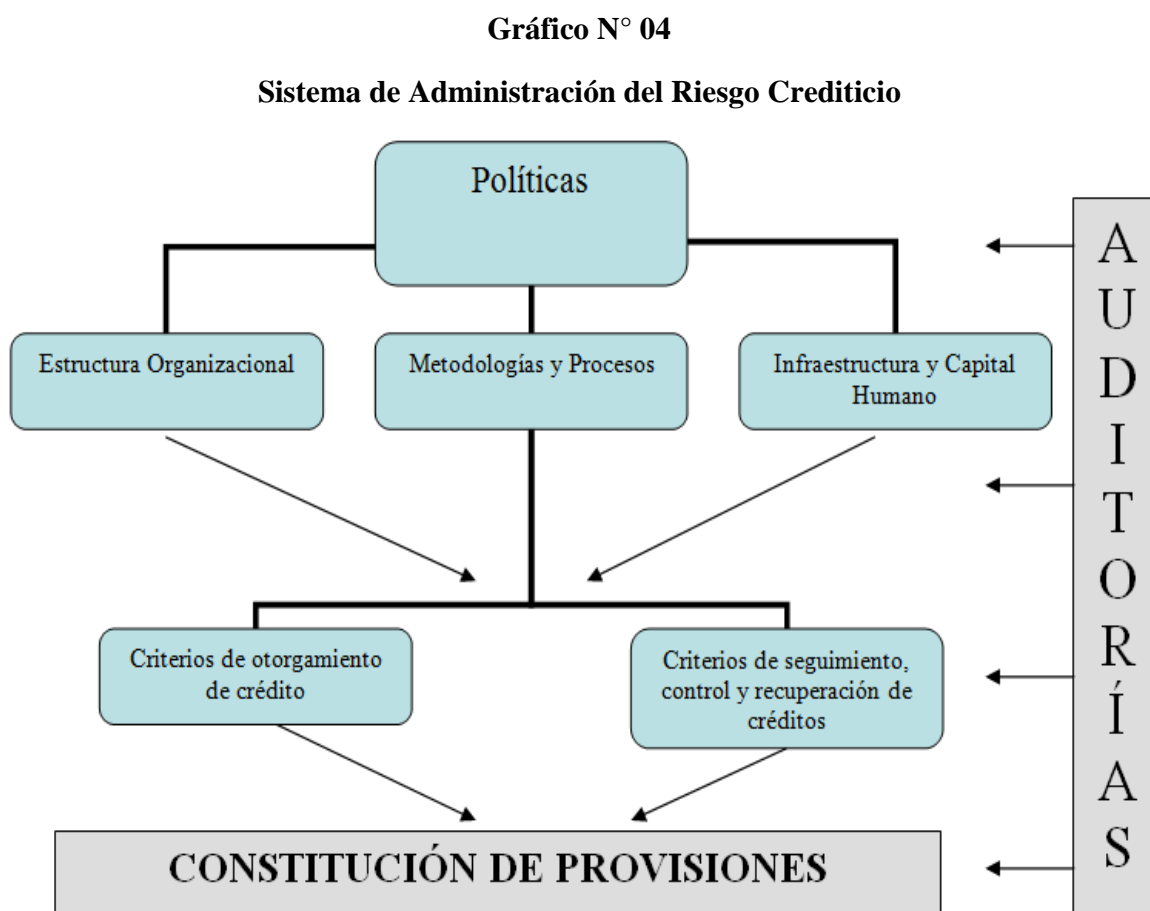 Gráfico N° 04
Sistema de Administración del Riesgo Crediticio
Políticas
Estructura Organizacional
Metodologías y Procesos
Infraestructura y Capital
Humano
Criterios de otorgamiento
de crédito
Criterios de seguimiento,
control y recuperación de
créditos
CONSTITUCIÓN DE PROVISIONES
AUDITORÍAS